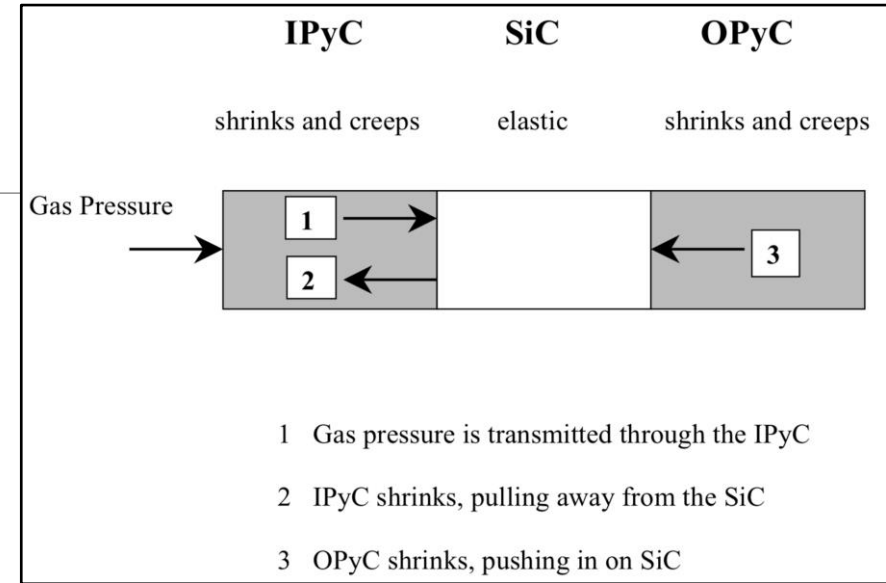 IPyC SiC OPyC
shrinks and creeps elastic shrinks and creeps
Gas Pressure
1
2
3
1 Gas pressure is transmitted through the IPyC
2 IPyC shrinks, pulling away from the SiC
3 OPyC shrinks, pushing in on SiC